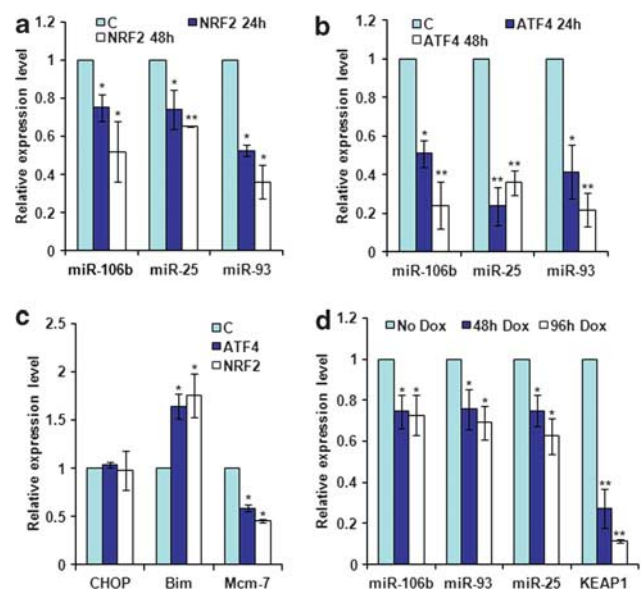 a
C NRF2 24h
NRF2 48h
Relative expression level
1.2
1
0.8
0.6
0.4
0.2
0
* * * ** * *
miR-106b miR-25 miR-93
b
C ATF4 24h
ATF4 48h
Relative expression level
1.2
1
0.8
0.6
0.4
0.2
0
* ** ** ** * **
miR-106b miR-25 miR-93
c
C
ATF4
NRF2
Relative expression level
2.5
2
1.5
1
0.5
0
* * * *
CHOP Bim Mcm-7
d
No Dox 48h Dox 96h Dox
Relative expression level
1.2
1
0.8
0.6
0.4
0.2
0
* * * * * * ** **
miR-106b miR-93 miR-25 KEAP1